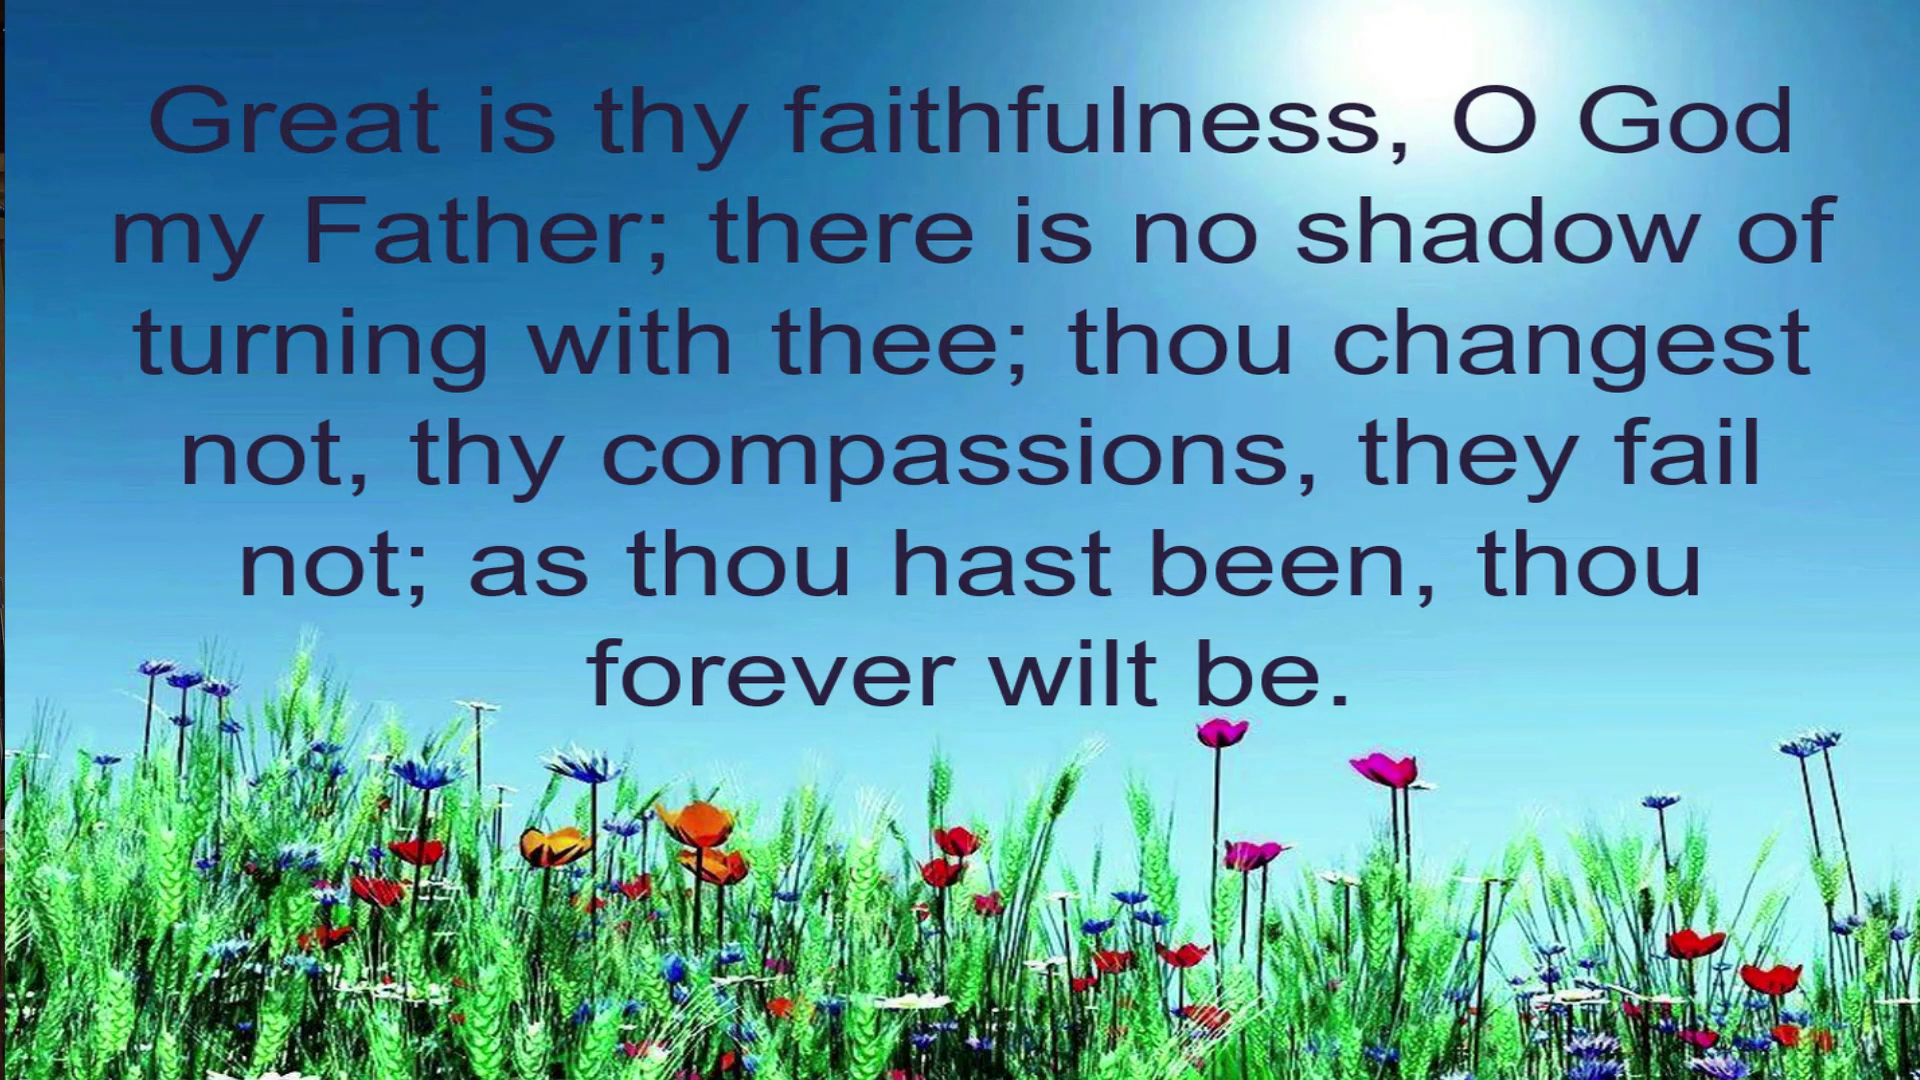 Great is thy faithfulness, O God
my Father; there is no shadow of
turning with thee; thou changest
not, thy compassions, they fail
not; as thou hast been, thou
forever wilt be.